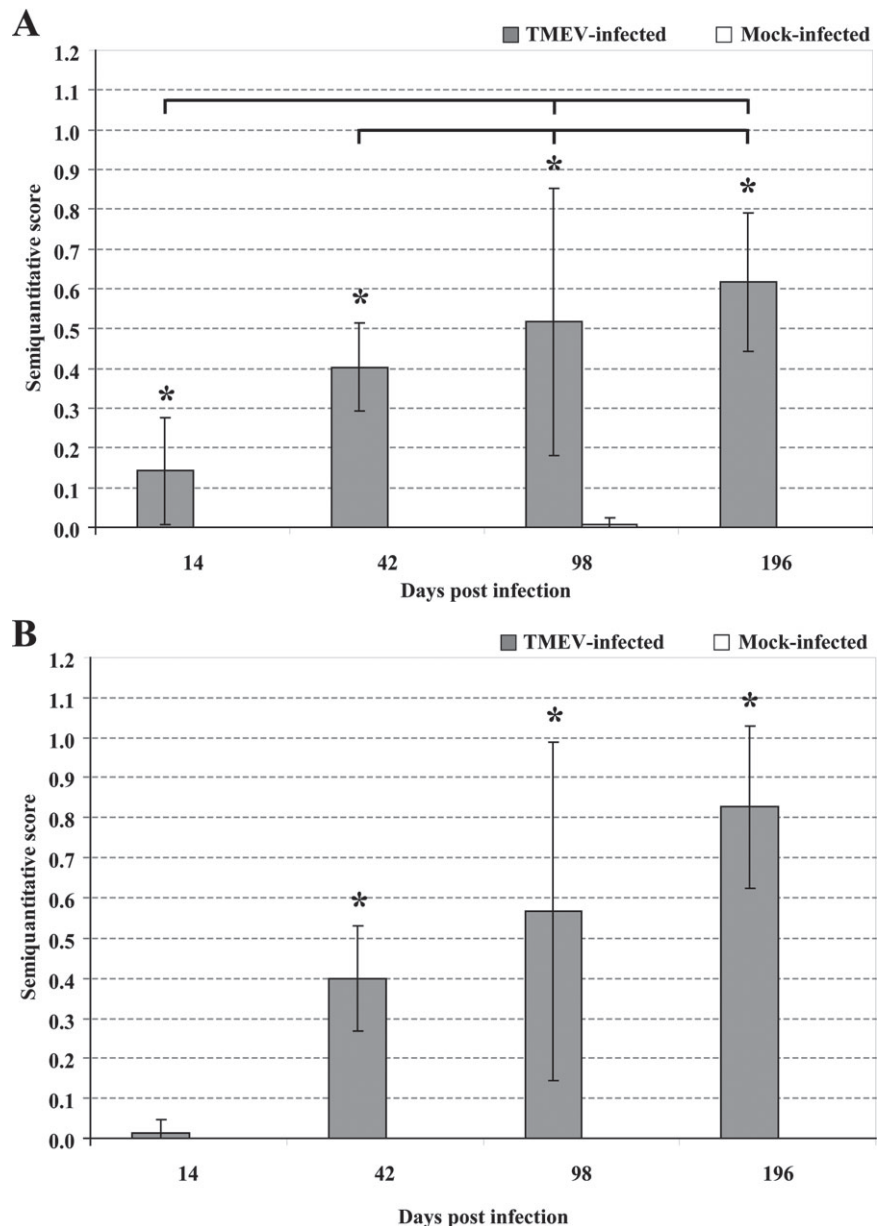 A
TMEV-infected Mock-infected
1.2
1.1
1.0
0.9
0.8
0.7
0.6
0.5
0.4
0.3
0.2
0.1
0.0
Semiquantitative score
* * * *
14 42 98 196
Days post infection
B
TMEV-infected Mock-infected
1.2
1.1
1.0
0.9
0.8
0.7
0.6
0.5
0.4
0.3
0.2
0.1
0.0
Semiquantitative score
* * *
14 42 98 196
Days post infection